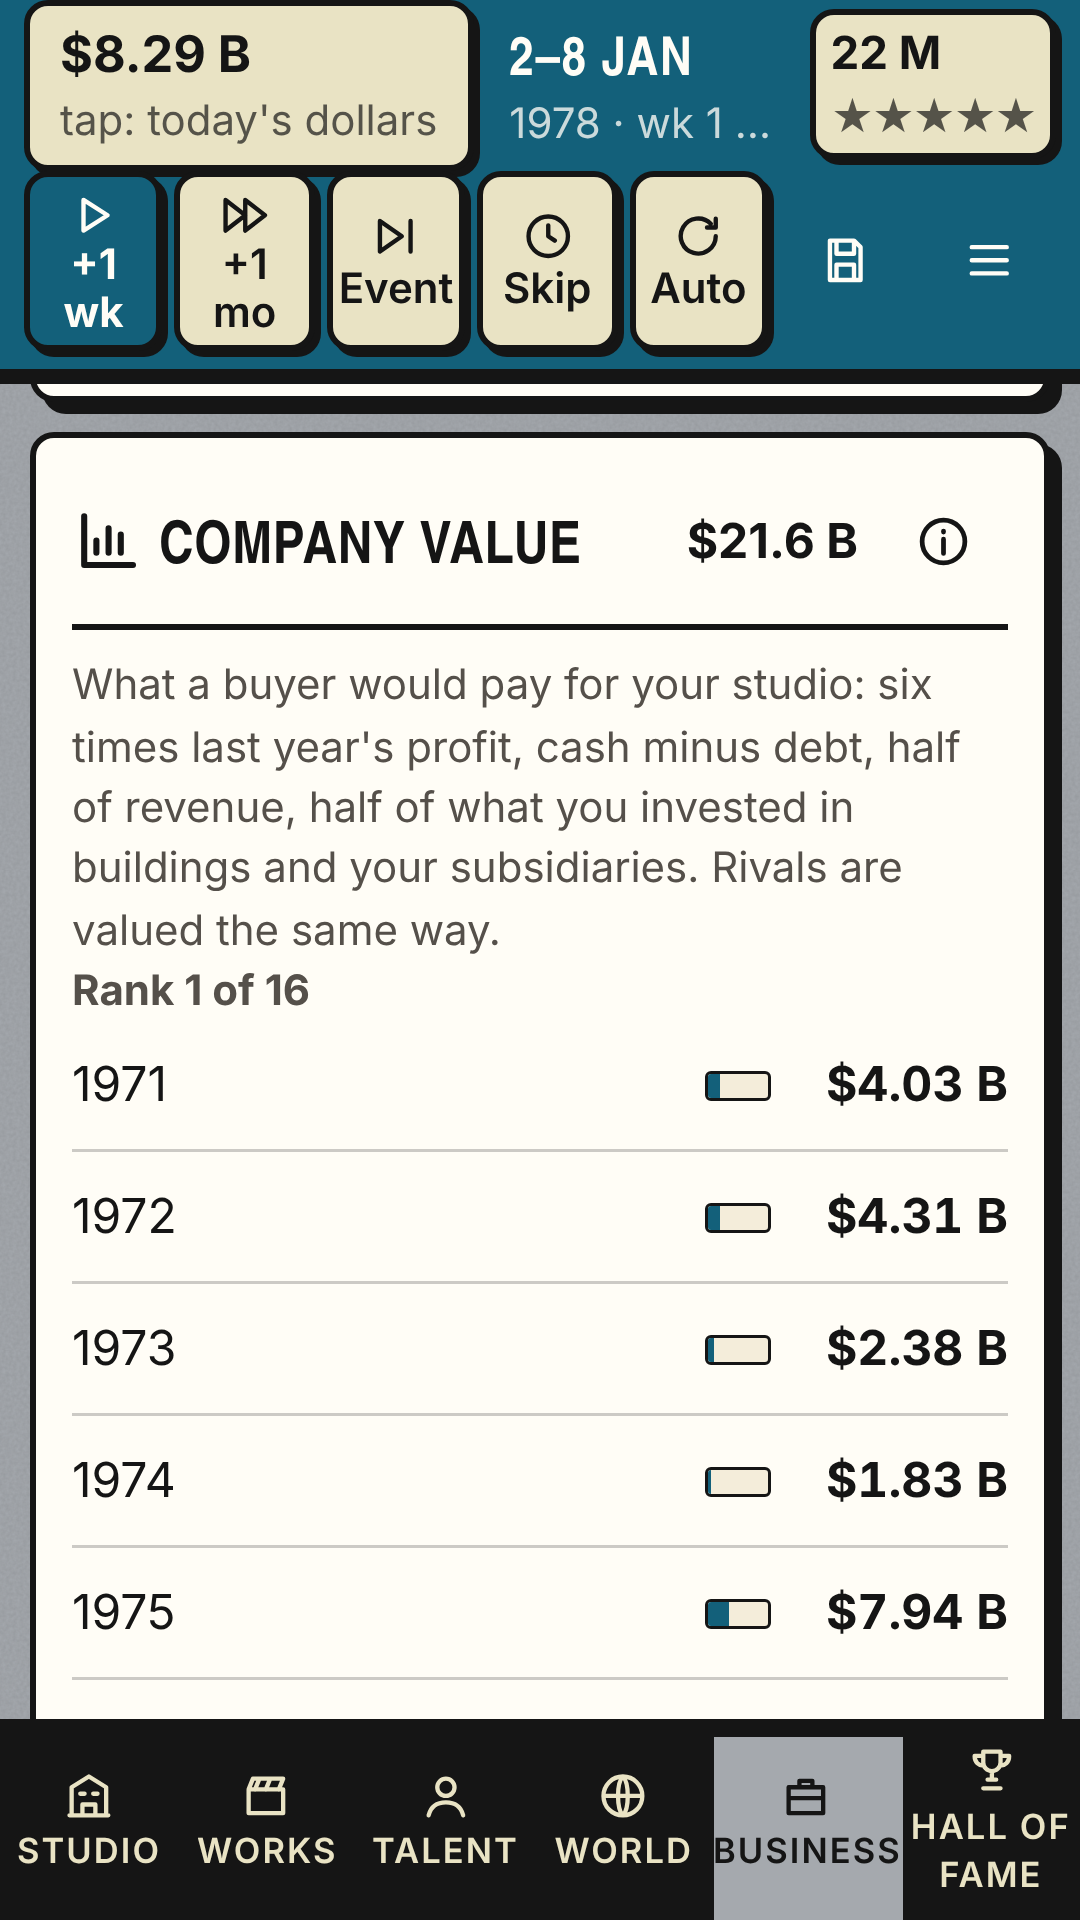 $8.29 B
tap: today's dollars
2–8 JAN
1978 · wk 1 ...
22 M
★★★★★
+1 wk
+1 mo
Event
Skip
Auto
COMPANY VALUE $21.6 B
What a buyer would pay for your studio: six
times last year's profit, cash minus debt, half
of revenue, half of what you invested in
buildings and your subsidiaries. Rivals are
valued the same way.
Rank 1 of 16
1971 $4.03 B
1972 $4.31 B
1973 $2.38 B
1974 $1.83 B
1975 $7.94 B
STUDIO
WORKS
TALENT
WORLD
BUSINESS
HALL OF
FAME